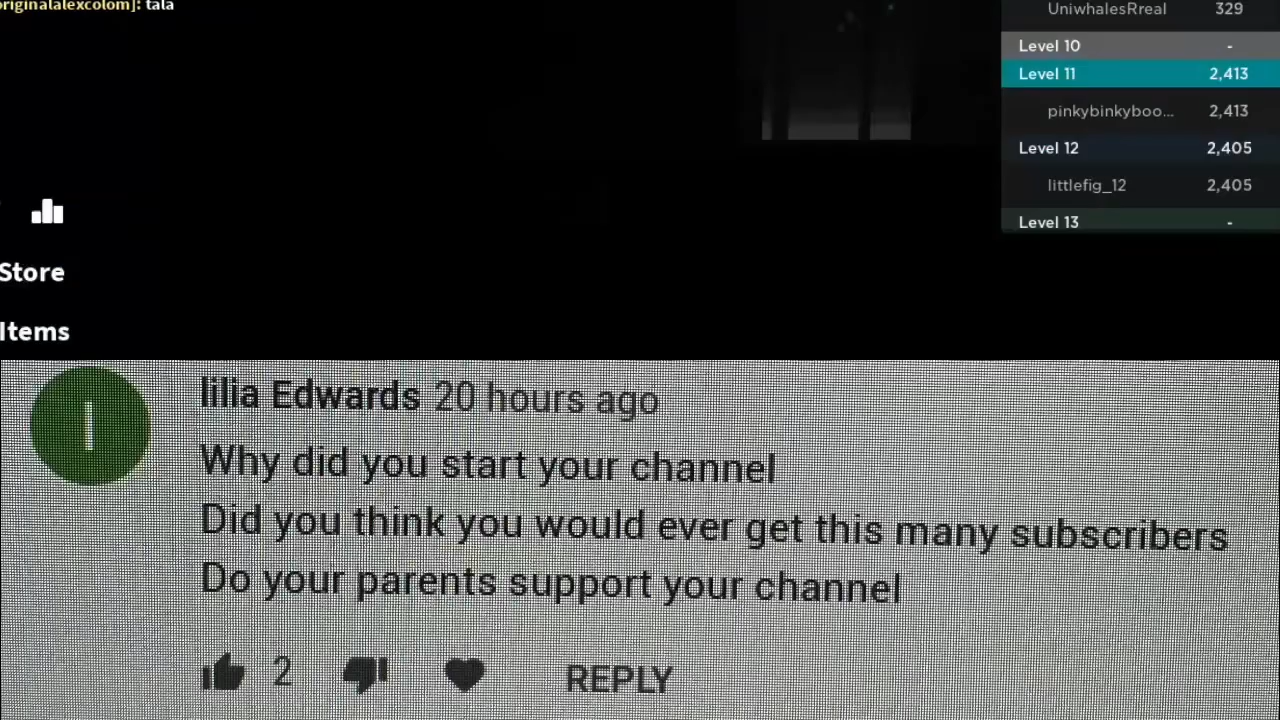 originalalexcolom]: tala
UniwhalesRreal 329
Level 10 -
Level 11 2,413
pinkybinkyboo... 2,413
Level 12 2,405
littlefig_12 2,405
Level 13 -
Store
Items
l
lilia Edwards 20 hours ago
Why did you start your channel
Did you think you would ever get this many subscribers
Do your parents support your channel
2 REPLY